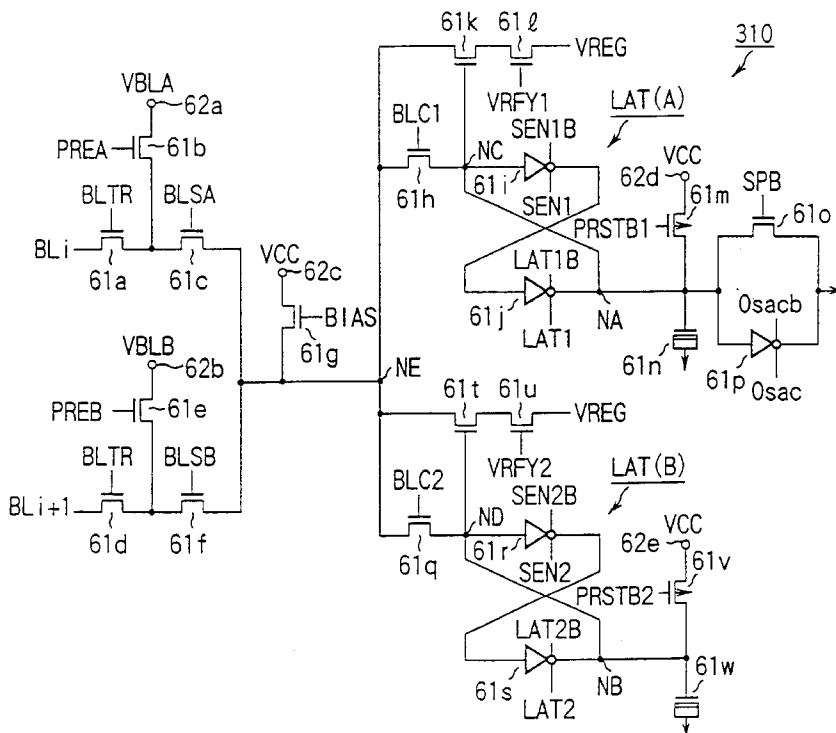 310
61k
61ℓ
VREG
VRFY1
VBLA
62a
PREA
61b
BLTR
BLSA
BLi
61a
61c
BLC1
61h
NC
SEN1B
61i
SEN1
LAT(A)
VCC
62d
61m
PRSTB1
SPB
61o
LAT1B
61j
LAT1
NA
61n
Osacb
61p
Osac
VCC
62c
BIAS
61g
NE
VBLB
62b
PREB
61e
BLTR
BLSB
BLi+1
61d
61f
61t
61u
VREG
VRFY2
BLC2
61q
ND
SEN2B
61r
SEN2
LAT(B)
VCC
62e
61v
PRSTB2
LAT2B
61s
LAT2
NB
61w